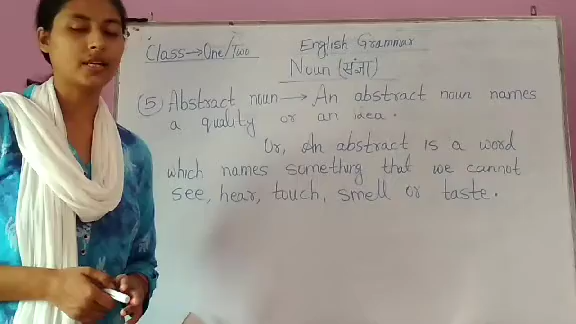 Class → One/Two English Grammar
Noun (संज्ञा)
(5) Abstract noun → An abstract noun names
a quality or an idea.
Or, An abstract is a word
which names something that we cannot
see, hear, touch, smell or taste.